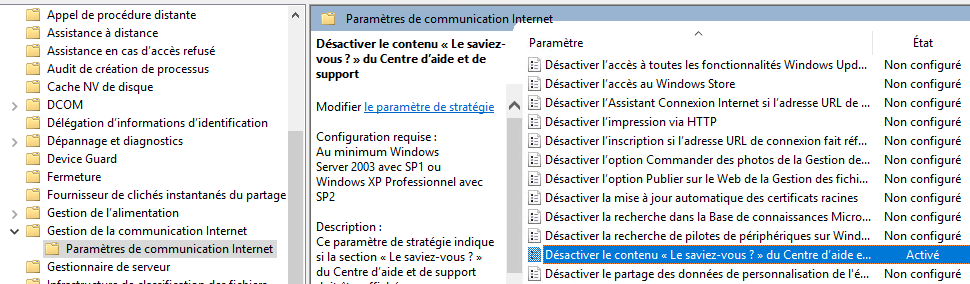 Appel de procédure distante
Assistance à distance
Assistance en cas d'accès refusé
Audit de création de processus
Cache NV de disque
DCOM
Délégation d'informations d'identification
Dépannage et diagnostics
Device Guard
Fermeture
Fournisseur de clichés instantanés du partage
Gestion de l'alimentation
Gestion de la communication Internet
Paramètres de communication Internet
Gestionnaire de serveur
Paramètres de communication Internet
Désactiver le contenu « Le saviez-
vous ? » du Centre d'aide et de
support
Modifier le paramètre de stratégie
Configuration requise :
Au minimum Windows
Server 2003 avec SP1 ou
Windows XP Professionnel avec
SP2
Description :
Ce paramètre de stratégie indique
si la section « Le saviez-vous ? »
du Centre d'aide et de support
Paramètre État
Désactiver l'accès à toutes les fonctionnalités Windows Upd... Non configuré
Désactiver l'accès au Windows Store Non configuré
Désactiver l'Assistant Connexion Internet si l'adresse URL de ... Non configuré
Désactiver l'impression via HTTP Non configuré
Désactiver l'inscription si l'adresse URL de connexion fait réf... Non configuré
Désactiver l'option Commander des photos de la Gestion de... Non configuré
Désactiver l'option Publier sur le Web de la Gestion des fichi... Non configuré
Désactiver la mise à jour automatique des certificats racines Non configuré
Désactiver la recherche dans la Base de connaissances Micro... Non configuré
Désactiver la recherche de pilotes de périphériques sur Wind... Non configuré
Désactiver le contenu « Le saviez-vous ? » du Centre d'aide e... Activé
Désactiver le partage des données de personnalisation de l'é... Non configuré